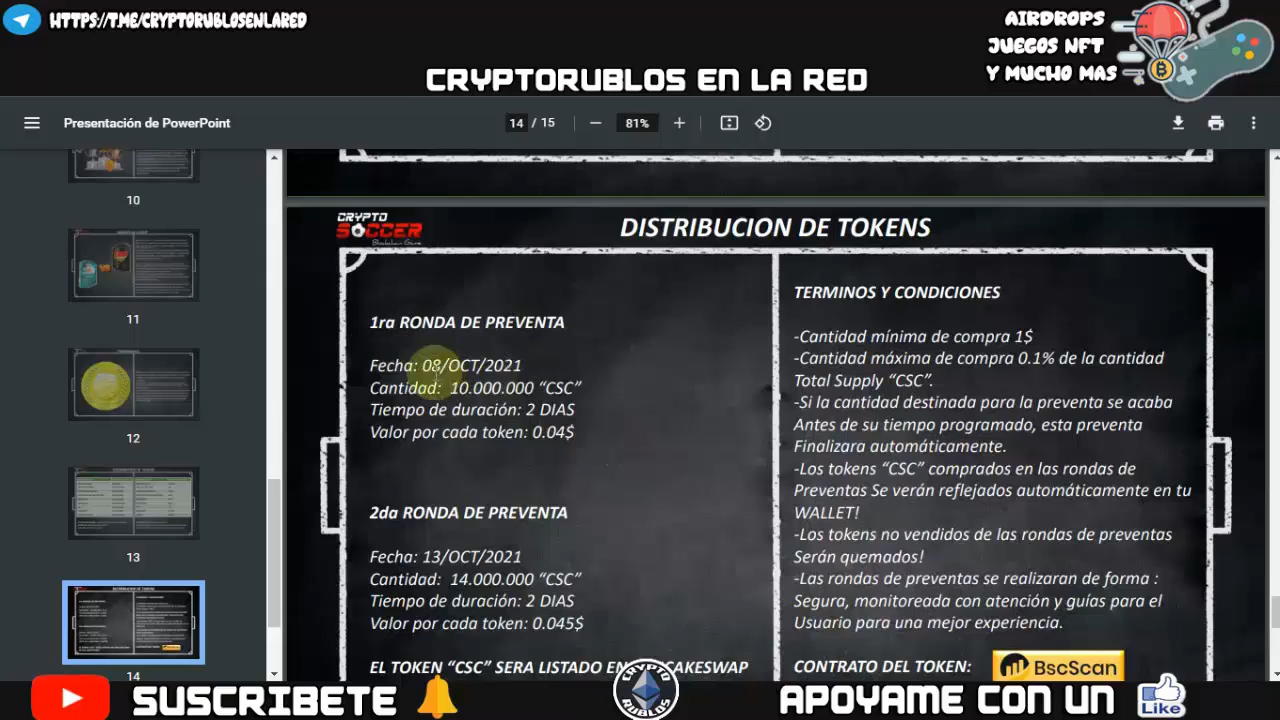 HTTPS://T.ME/CRYPTORUBLOSENLARED
AIRDROPS
JUEGOS NFT
Y MUCHO MAS
CRYPTORUBLOS EN LA RED
Presentación de PowerPoint
14 / 15
81%
10
11
12
13
14
CRYPTO
SOCCER
Blockchain Game
DISTRIBUCION DE TOKENS
1ra RONDA DE PREVENTA
Fecha: 08/OCT/2021
Cantidad: 10.000.000 “CSC”
Tiempo de duración: 2 DIAS
Valor por cada token: 0.04$
2da RONDA DE PREVENTA
Fecha: 13/OCT/2021
Cantidad: 14.000.000 “CSC”
Tiempo de duración: 2 DIAS
Valor por cada token: 0.045$
EL TOKEN “CSC” SERA LISTADO EN CAKESWAP
TERMINOS Y CONDICIONES
-Cantidad mínima de compra 1$
-Cantidad máxima de compra 0.1% de la cantidad
Total Supply “CSC”.
-Si la cantidad destinada para la preventa se acaba
Antes de su tiempo programado, esta preventa
Finalizara automáticamente.
-Los tokens “CSC” comprados en las rondas de
Preventas Se verán reflejados automáticamente en tu
WALLET!
-Los tokens no vendidos de las rondas de preventas
Serán quemados!
-Las rondas de preventas se realizaran de forma :
Segura, monitoreada con atención y guías para el
Usuario para una mejor experiencia.
CONTRATO DEL TOKEN:
BscScan
SUSCRIBETE
CRYPTO
RUBLOS
APOYAME CON UN
Like